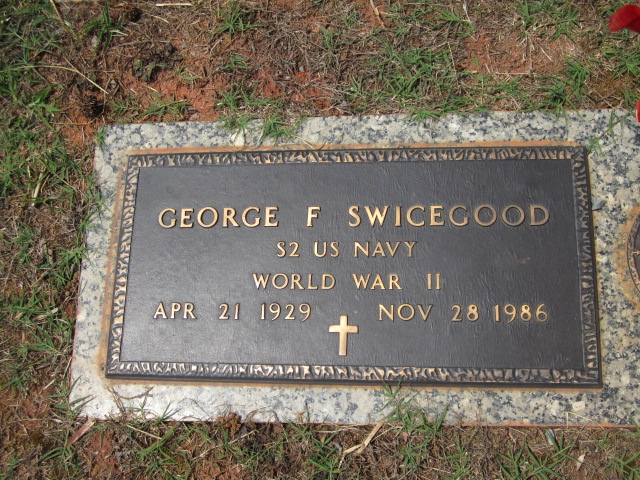 GEORGE F SWICEGOOD
S2 US NAVY
WORLD WAR II
APR 21 1929 NOV 28 1986